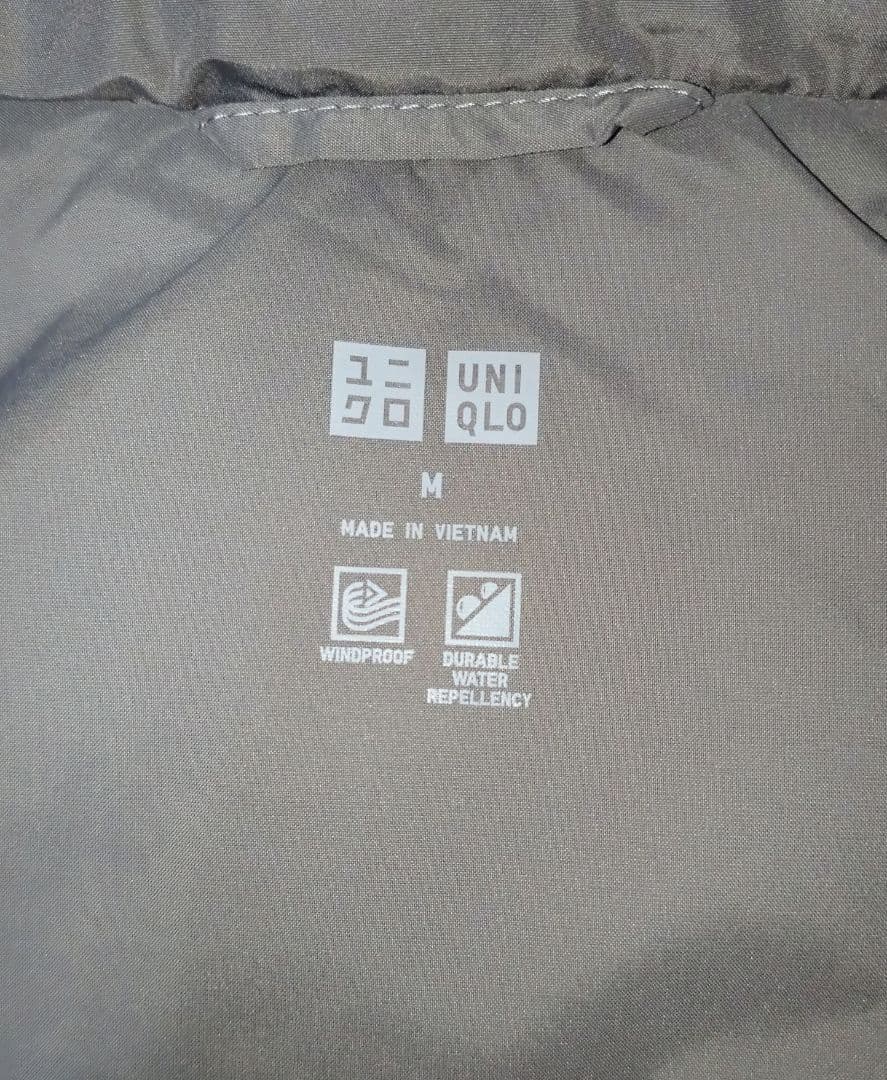 ユニ
クロ
UNI
QLO
M
MADE IN VIETNAM
WINDPROOF
DURABLE
WATER
REPELLENCY